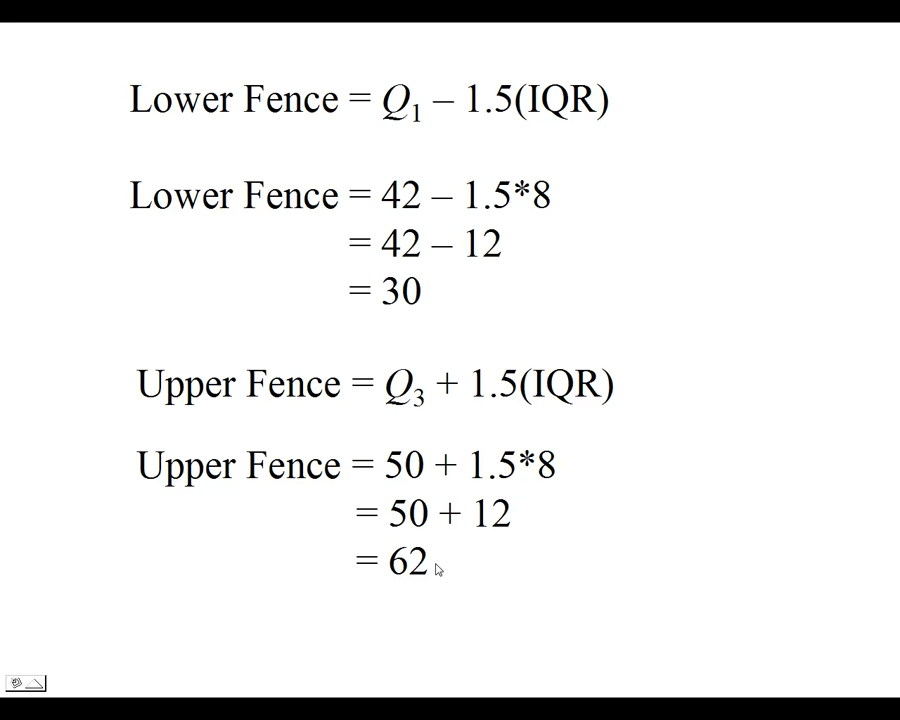 Lower Fence = Q₁ – 1.5(IQR)
Lower Fence = 42 – 1.5*8
= 42 – 12
= 30
Upper Fence = Q₃ + 1.5(IQR)
Upper Fence = 50 + 1.5*8
= 50 + 12
= 62